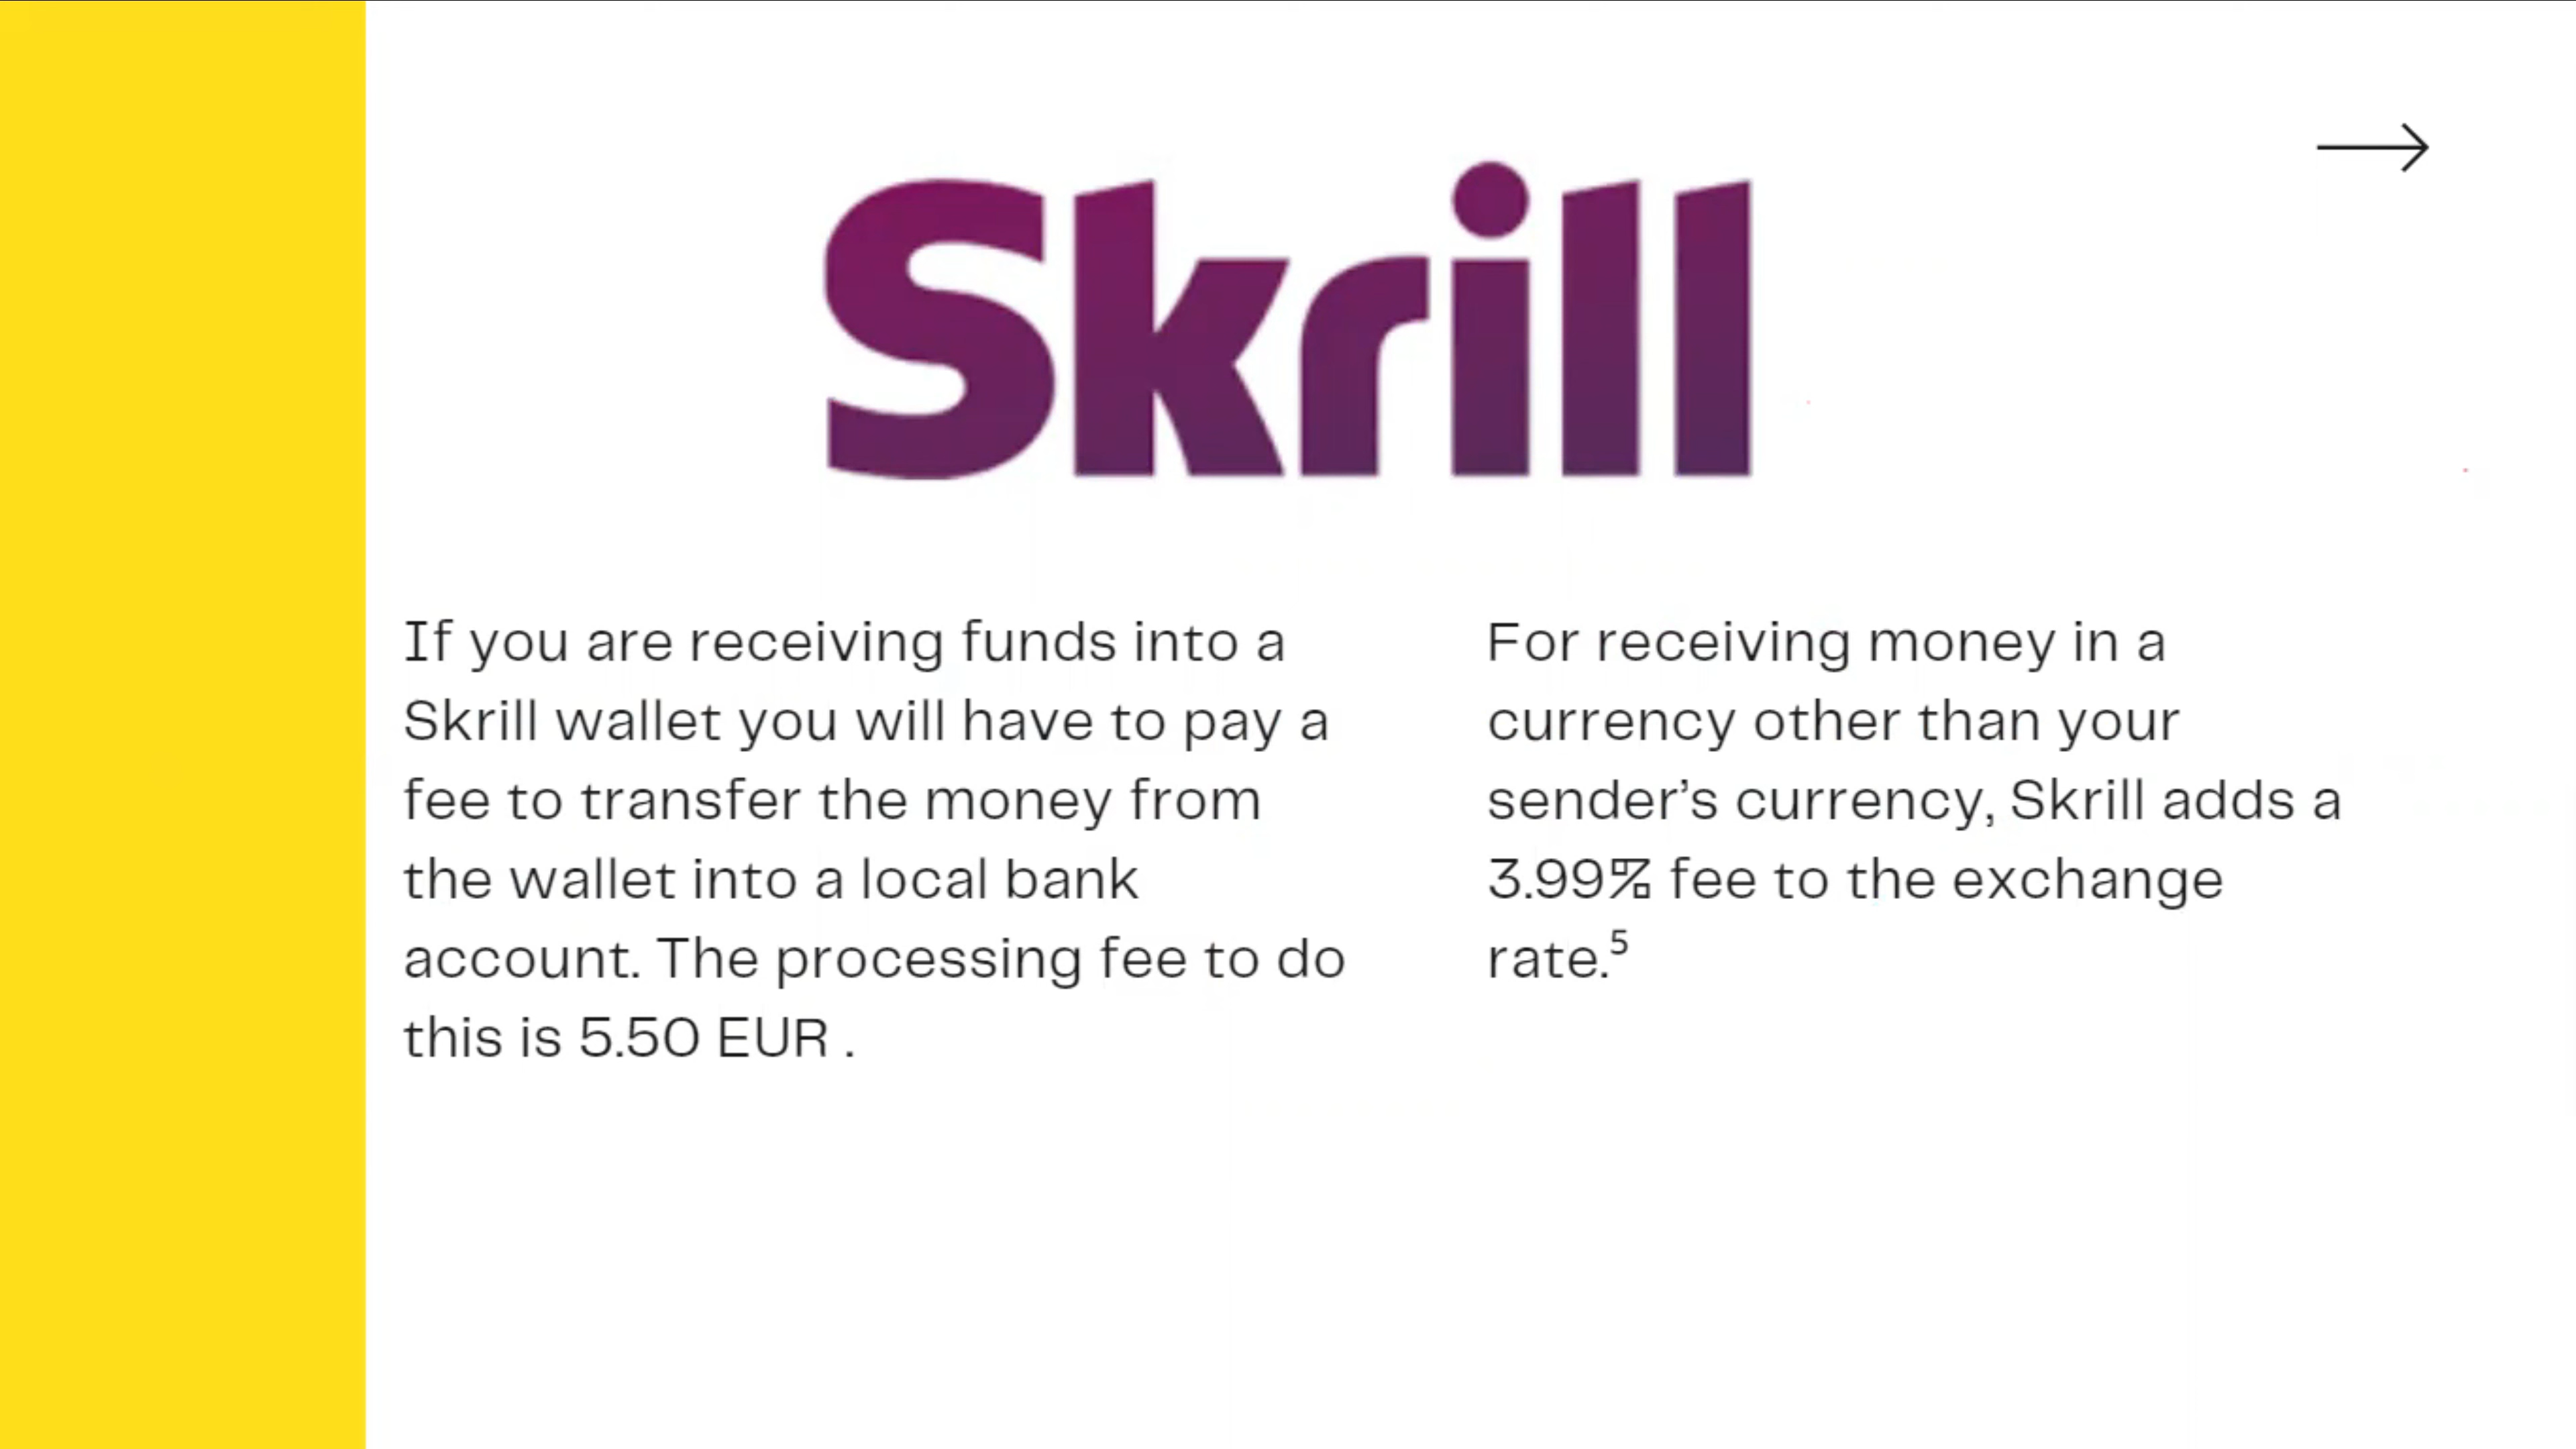 Skrill
If you are receiving funds into a
Skrill wallet you will have to pay a
fee to transfer the money from
the wallet into a local bank
account. The processing fee to do
this is 5.50 EUR .
For receiving money in a
currency other than your
sender’s currency, Skrill adds a
3.99% fee to the exchange
rate.⁵